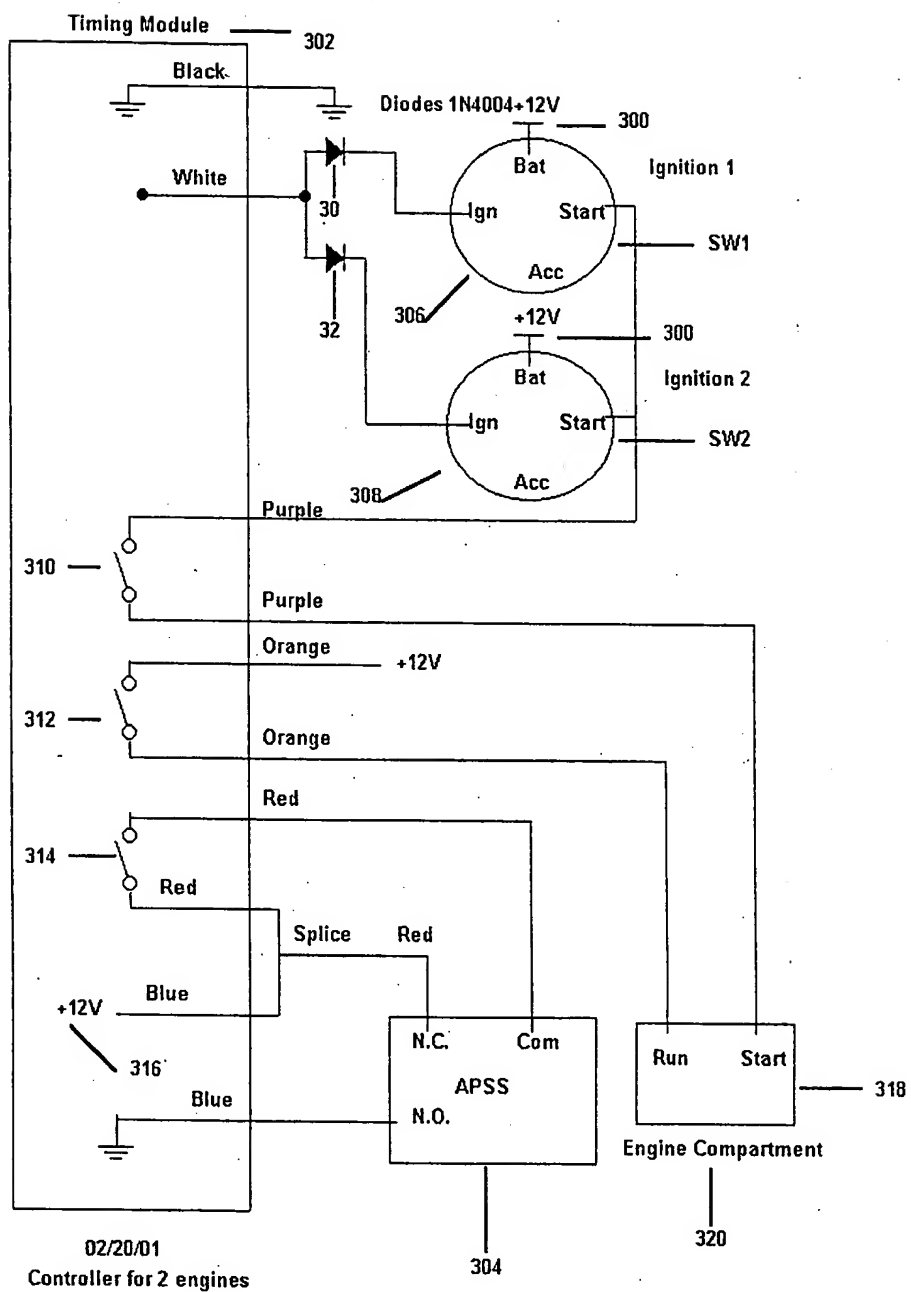 Timing Module
302
Black
Diodes 1N4004+12V
300
Bat
Ignition 1
White
30
Ign
Start
SW1
Acc
32
306
+12V
300
Bat
Ignition 2
Ign
Start
SW2
Acc
308
Purple
310
Purple
Orange
+12V
312
Orange
Red
314
Red
Splice
Red
Blue
+12V
N.C.
Com
Run
Start
316
APSS
318
Blue
N.O.
Engine Compartment
320
02/20/01
304
Controller for 2 engines